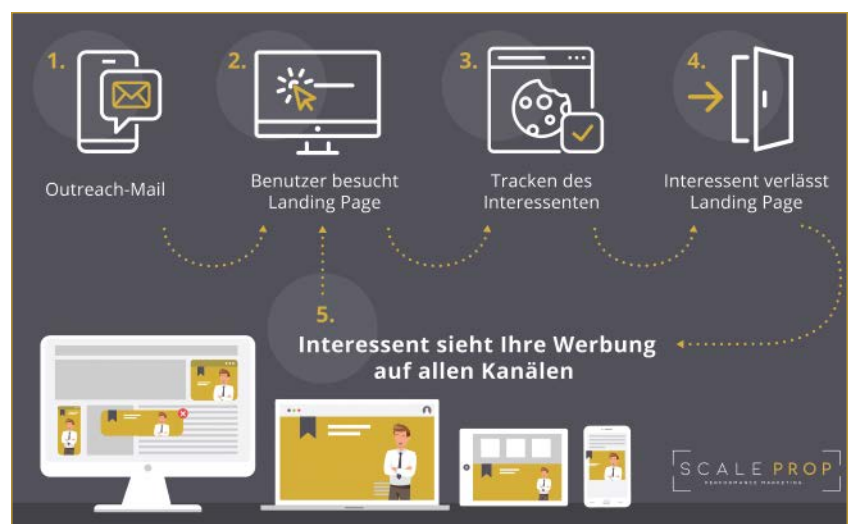 1.
Outreach-Mail
2.
Benutzer besucht
Landing Page
3.
Tracken des
Interessenten
4.
Interessent verlässt
Landing Page
5.
Interessent sieht Ihre Werbung
auf allen Kanälen
SCALE PROP
PERFORMANCE MARKETING